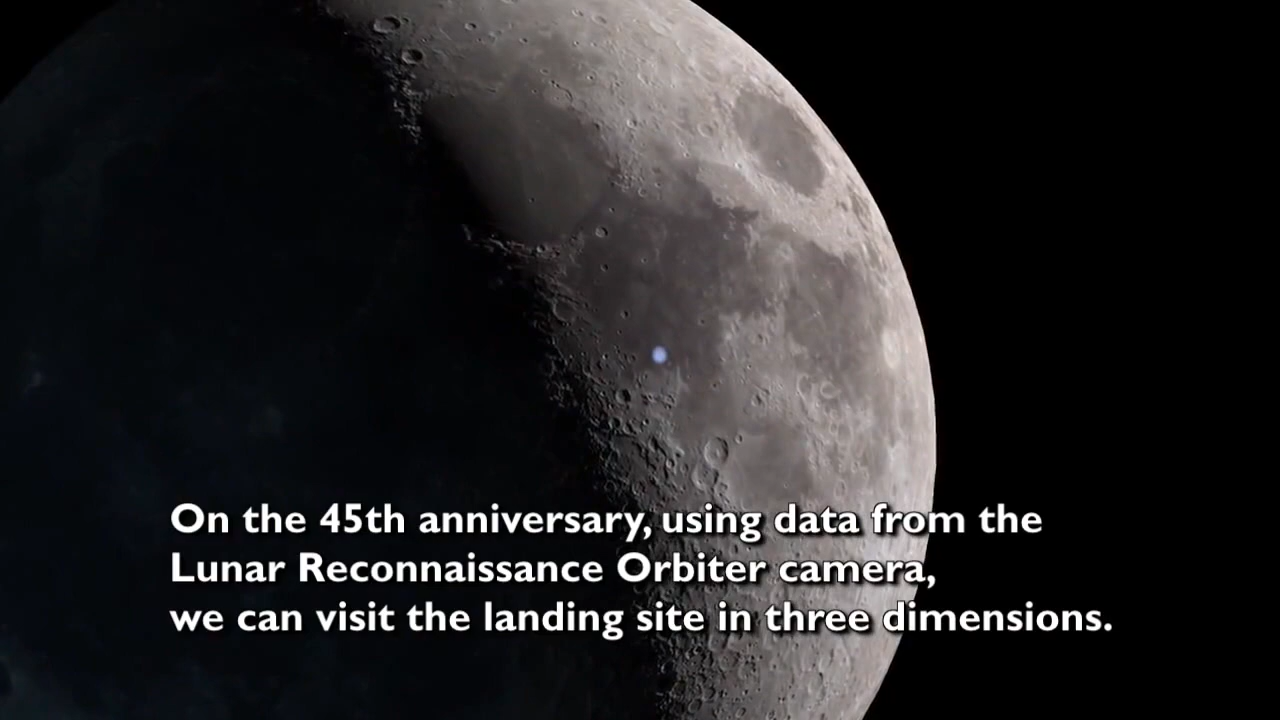 On the 45th anniversary, using data from the
Lunar Reconnaissance Orbiter camera,
we can visit the landing site in three dimensions.